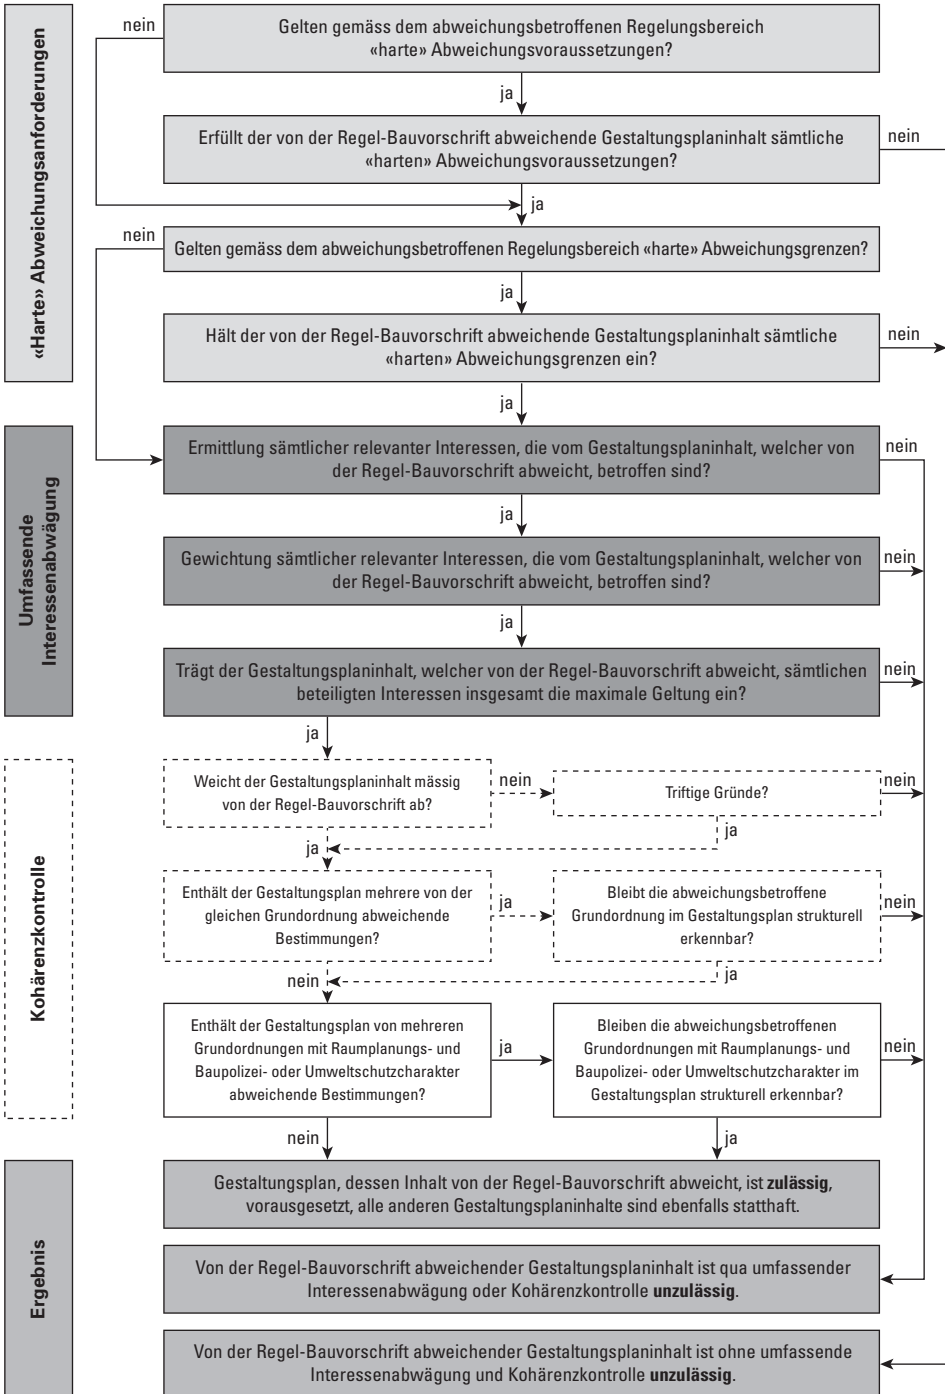 «Harte» Abweichungsanforderungen
nein
Gelten gemäss dem abweichungsbetroffenen Regelungsbereich
«harte» Abweichungsvoraussetzungen?
ja
Erfüllt der von der Regel-Bauvorschrift abweichende Gestaltungsplaninhalt sämtliche
«harten» Abweichungsvoraussetzungen?
nein
ja
nein
Gelten gemäss dem abweichungsbetroffenen Regelungsbereich «harte» Abweichungsgrenzen?
ja
Hält der von der Regel-Bauvorschrift abweichende Gestaltungsplaninhalt sämtliche
«harten» Abweichungsgrenzen ein?
nein
ja
Umfassende
Interessenabwägung
Ermittlung sämtlicher relevanter Interessen, die vom Gestaltungsplaninhalt, welcher von
der Regel-Bauvorschrift abweicht, betroffen sind?
nein
ja
Gewichtung sämtlicher relevanter Interessen, die vom Gestaltungsplaninhalt, welcher von
der Regel-Bauvorschrift abweicht, betroffen sind?
nein
ja
Trägt der Gestaltungsplaninhalt, welcher von der Regel-Bauvorschrift abweicht, sämtlichen
beteiligten Interessen insgesamt die maximale Geltung ein?
nein
ja
Kohärenzkontrolle
Weicht der Gestaltungsplaninhalt mässig
von der Regel-Bauvorschrift ab?
nein
Triftige Gründe?
nein
ja
ja
Enthält der Gestaltungsplan mehrere von der
gleichen Grundordnung abweichende
Bestimmungen?
ja
Bleibt die abweichungsbetroffene
Grundordnung im Gestaltungsplan strukturell
erkennbar?
nein
ja
nein
Enthält der Gestaltungsplan von mehreren
Grundordnungen mit Raumplanungs- und
Baupolizei- oder Umweltschutzcharakter
abweichende Bestimmungen?
ja
Bleiben die abweichungsbetroffenen
Grundordnungen mit Raumplanungs- und
Baupolizei- oder Umweltschutzcharakter im
Gestaltungsplan strukturell erkennbar?
nein
nein
ja
Ergebnis
Gestaltungsplan, dessen Inhalt von der Regel-Bauvorschrift abweicht, ist zulässig,
vorausgesetzt, alle anderen Gestaltungsplaninhalte sind ebenfalls statthaft.
Von der Regel-Bauvorschrift abweichender Gestaltungsplaninhalt ist qua umfassender
Interessenabwägung oder Kohärenzkontrolle unzulässig.
Von der Regel-Bauvorschrift abweichender Gestaltungsplaninhalt ist ohne umfassende
Interessenabwägung und Kohärenzkontrolle unzulässig.